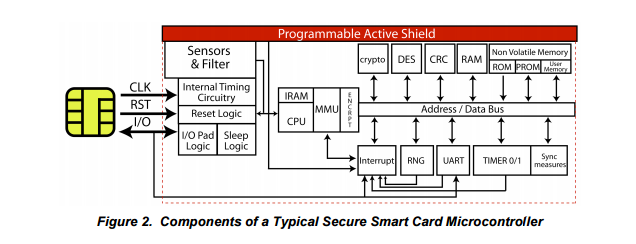 Programmable Active Shield
Sensors
& Filter
crypto
DES
CRC
RAM
Non Volatile Memory
ROM
PROM
User
Memory
CLK
RST
I/O
Internal Timing
Circuitry
Reset Logic
I/O Pad
Logic
Sleep
Logic
IRAM
CPU
MMU
ENCRPT
Address / Data Bus
Interrupt
RNG
UART
TIMER 0/1
Sync
measures
Figure 2. Components of a Typical Secure Smart Card Microcontroller